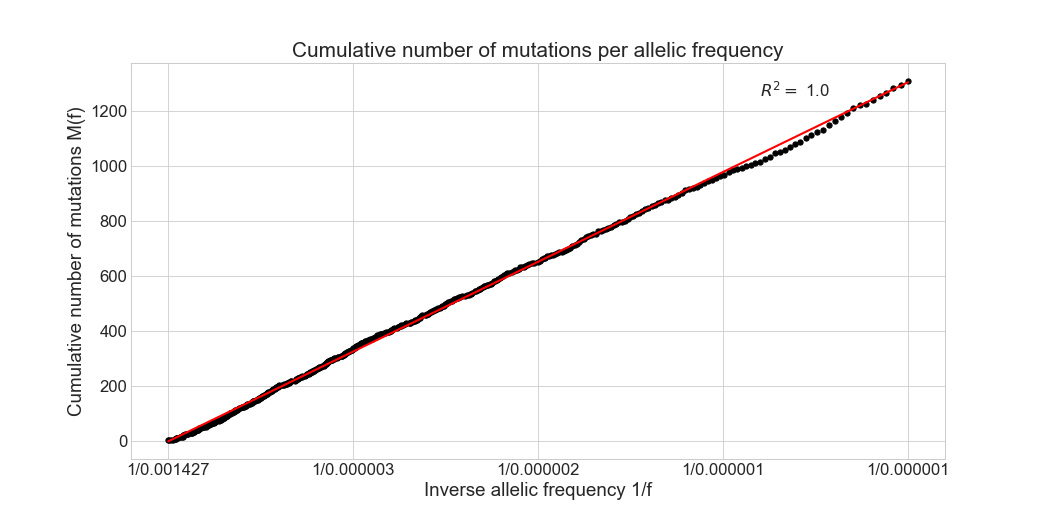 Cumulative number of mutations per allelic frequency
R² = 1.0
Cumulative number of mutations M(f)
1200
1000
800
600
400
200
0
1/0.001427 1/0.000003 1/0.000002 1/0.000001 1/0.000001
Inverse allelic frequency 1/f